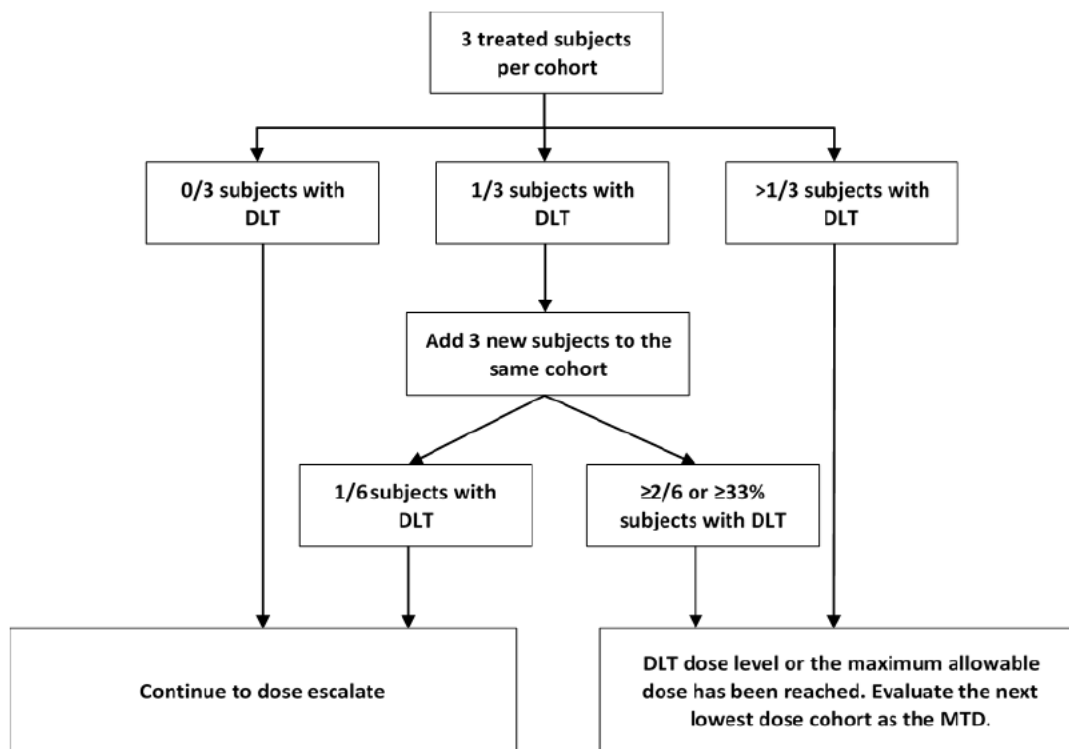 3 treated subjects
per cohort
0/3 subjects with
DLT
1/3 subjects with
DLT
>1/3 subjects with
DLT
Add 3 new subjects to the
same cohort
1/6 subjects with
DLT
≥2/6 or ≥33%
subjects with DLT
Continue to dose escalate
DLT dose level or the maximum allowable
dose has been reached. Evaluate the next
lowest dose cohort as the MTD.